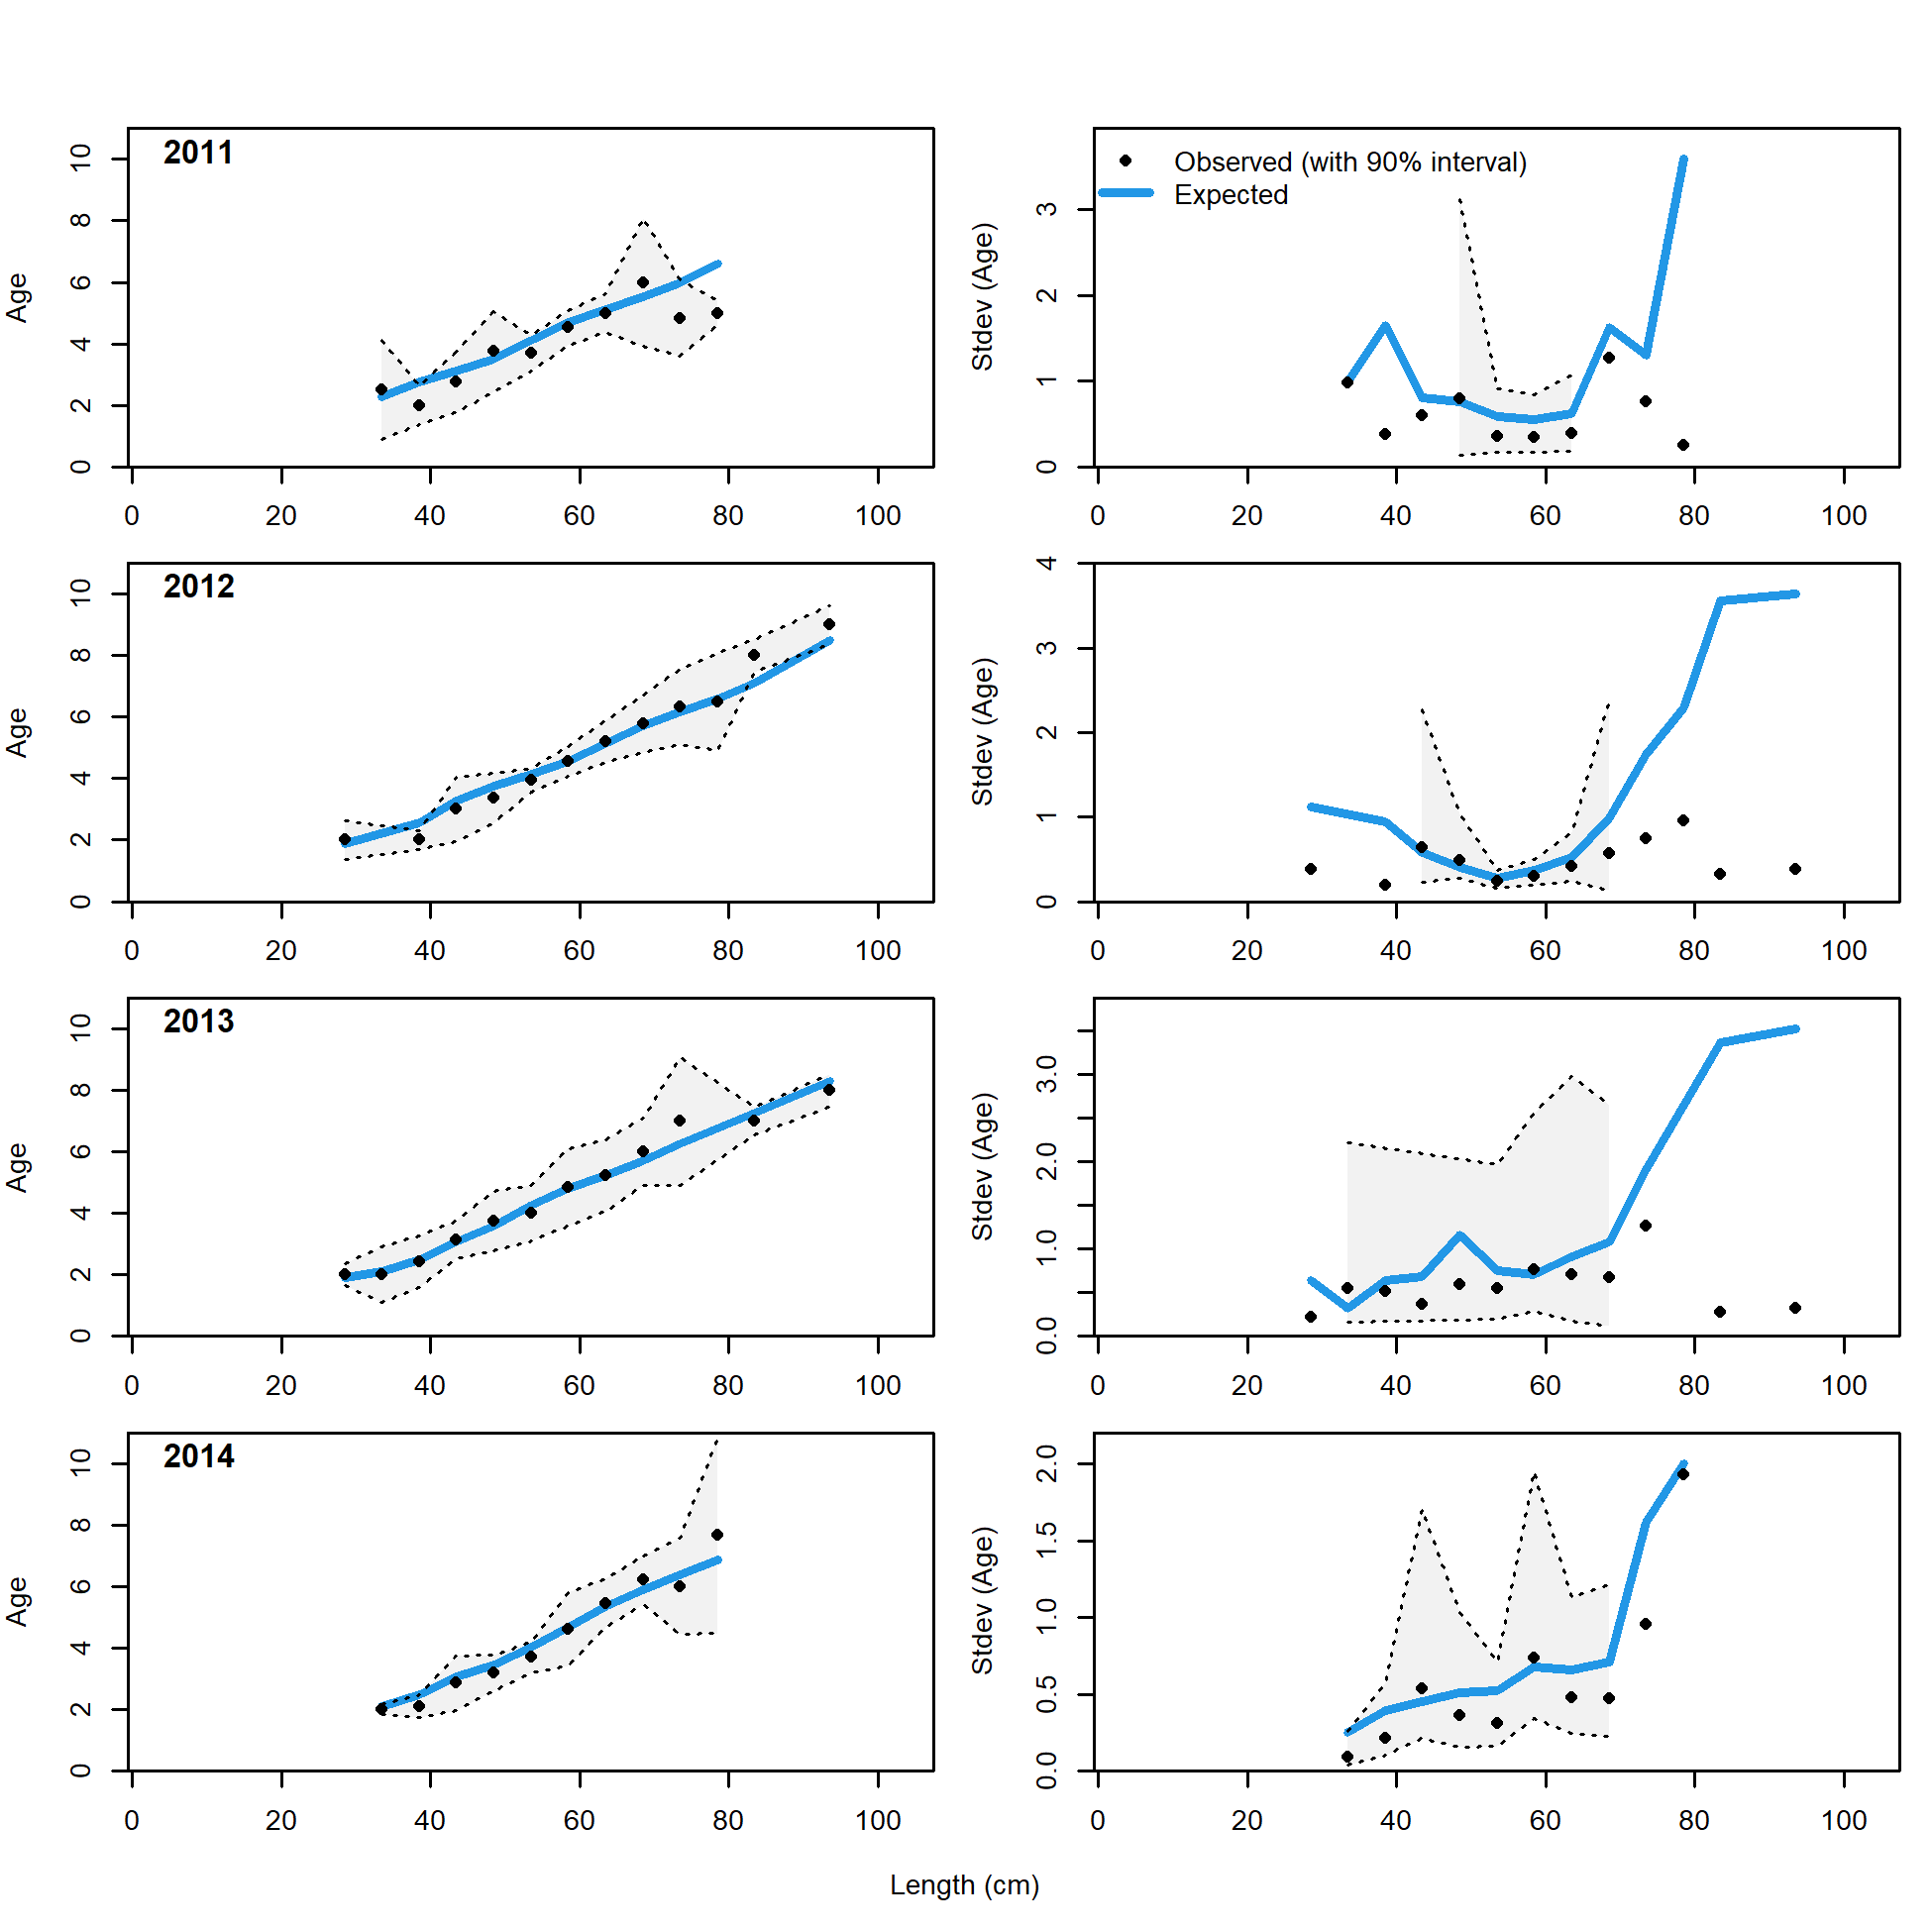 2011
Age
0 2 4 6 8 10
0 20 40 60 80 100
Observed (with 90% interval)
Expected
Stdev (Age)
0 1 2 3
0 20 40 60 80 100
2012
Age
0 2 4 6 8 10
0 20 40 60 80 100
Stdev (Age)
0 1 2 3 4
0 20 40 60 80 100
2013
Age
0 2 4 6 8 10
0 20 40 60 80 100
Stdev (Age)
0.0 1.0 2.0 3.0
0 20 40 60 80 100
2014
Age
0 2 4 6 8 10
0 20 40 60 80 100
Stdev (Age)
0.0 0.5 1.0 1.5 2.0
0 20 40 60 80 100
Length (cm)